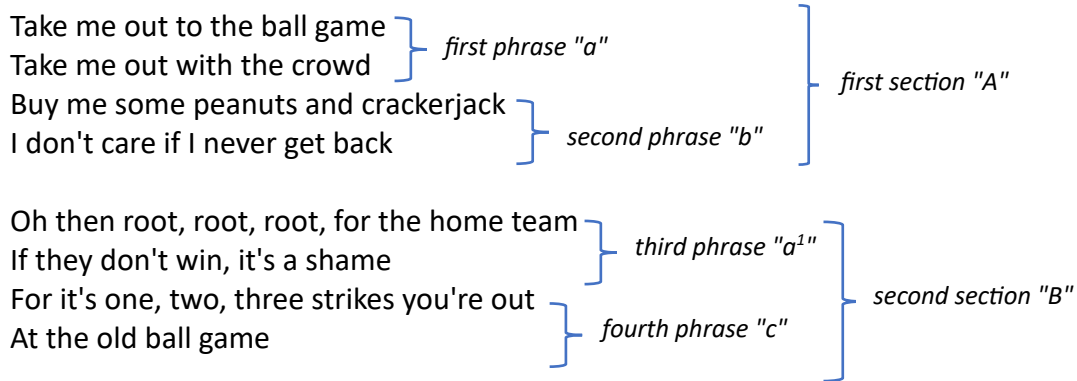 Take me out to the ball game
Take me out with the crowd
first phrase "a"
Buy me some peanuts and crackerjack
I don't care if I never get back
second phrase "b"
first section "A"
Oh then root, root, root, for the home team
If they don't win, it's a shame
third phrase "a¹"
For it's one, two, three strikes you're out
At the old ball game
fourth phrase "c"
second section "B"